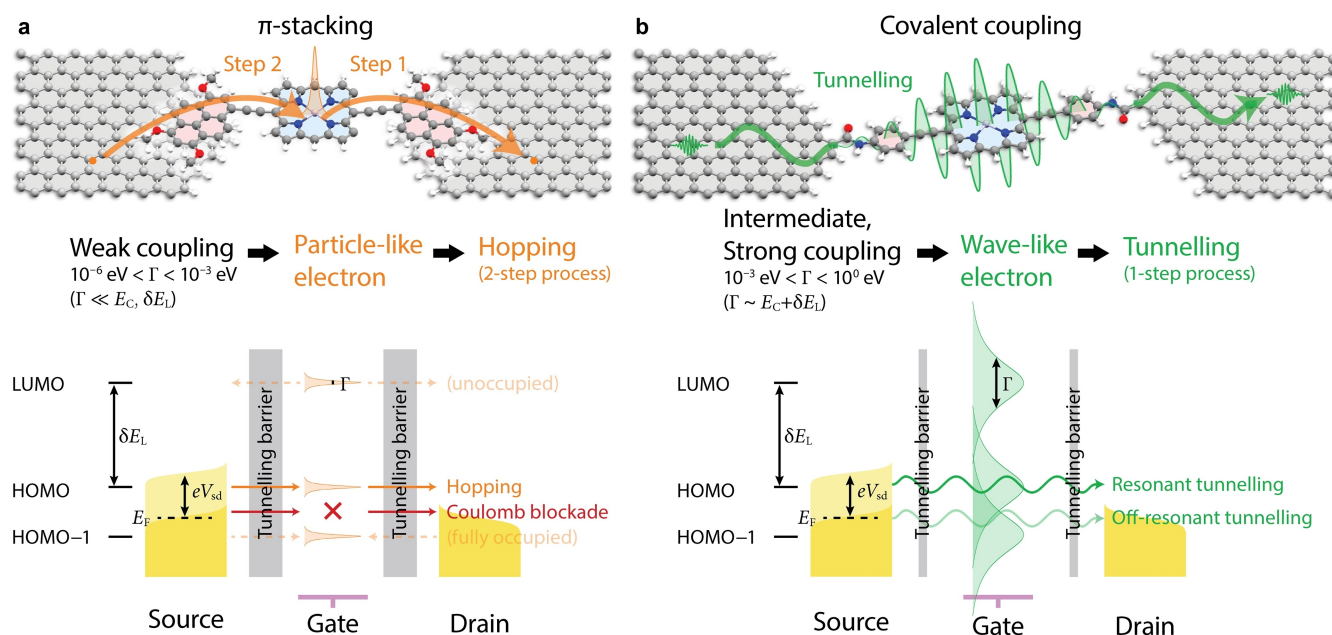 a
π-stacking
Step 2
Step 1
Weak coupling
10⁻⁶ eV < Γ < 10⁻³ eV
(Γ ≪ E_C, δE_L)
Particle-like
electron
Hopping
(2-step process)
LUMO
δE_L
HOMO
HOMO−1
eV_sd
E_F
Tunnelling barrier
Γ
Tunnelling barrier
(unoccupied)
Hopping
Coulomb blockade
(fully occupied)
Source
Gate
Drain
b
Covalent coupling
Tunnelling
Intermediate,
Strong coupling
10⁻³ eV < Γ < 10⁰ eV
(Γ ~ E_C+δE_L)
Wave-like
electron
Tunnelling
(1-step process)
LUMO
δE_L
HOMO
HOMO−1
eV_sd
E_F
Tunnelling barrier
Γ
Tunnelling barrier
Resonant tunnelling
Off-resonant tunnelling
Source
Gate
Drain